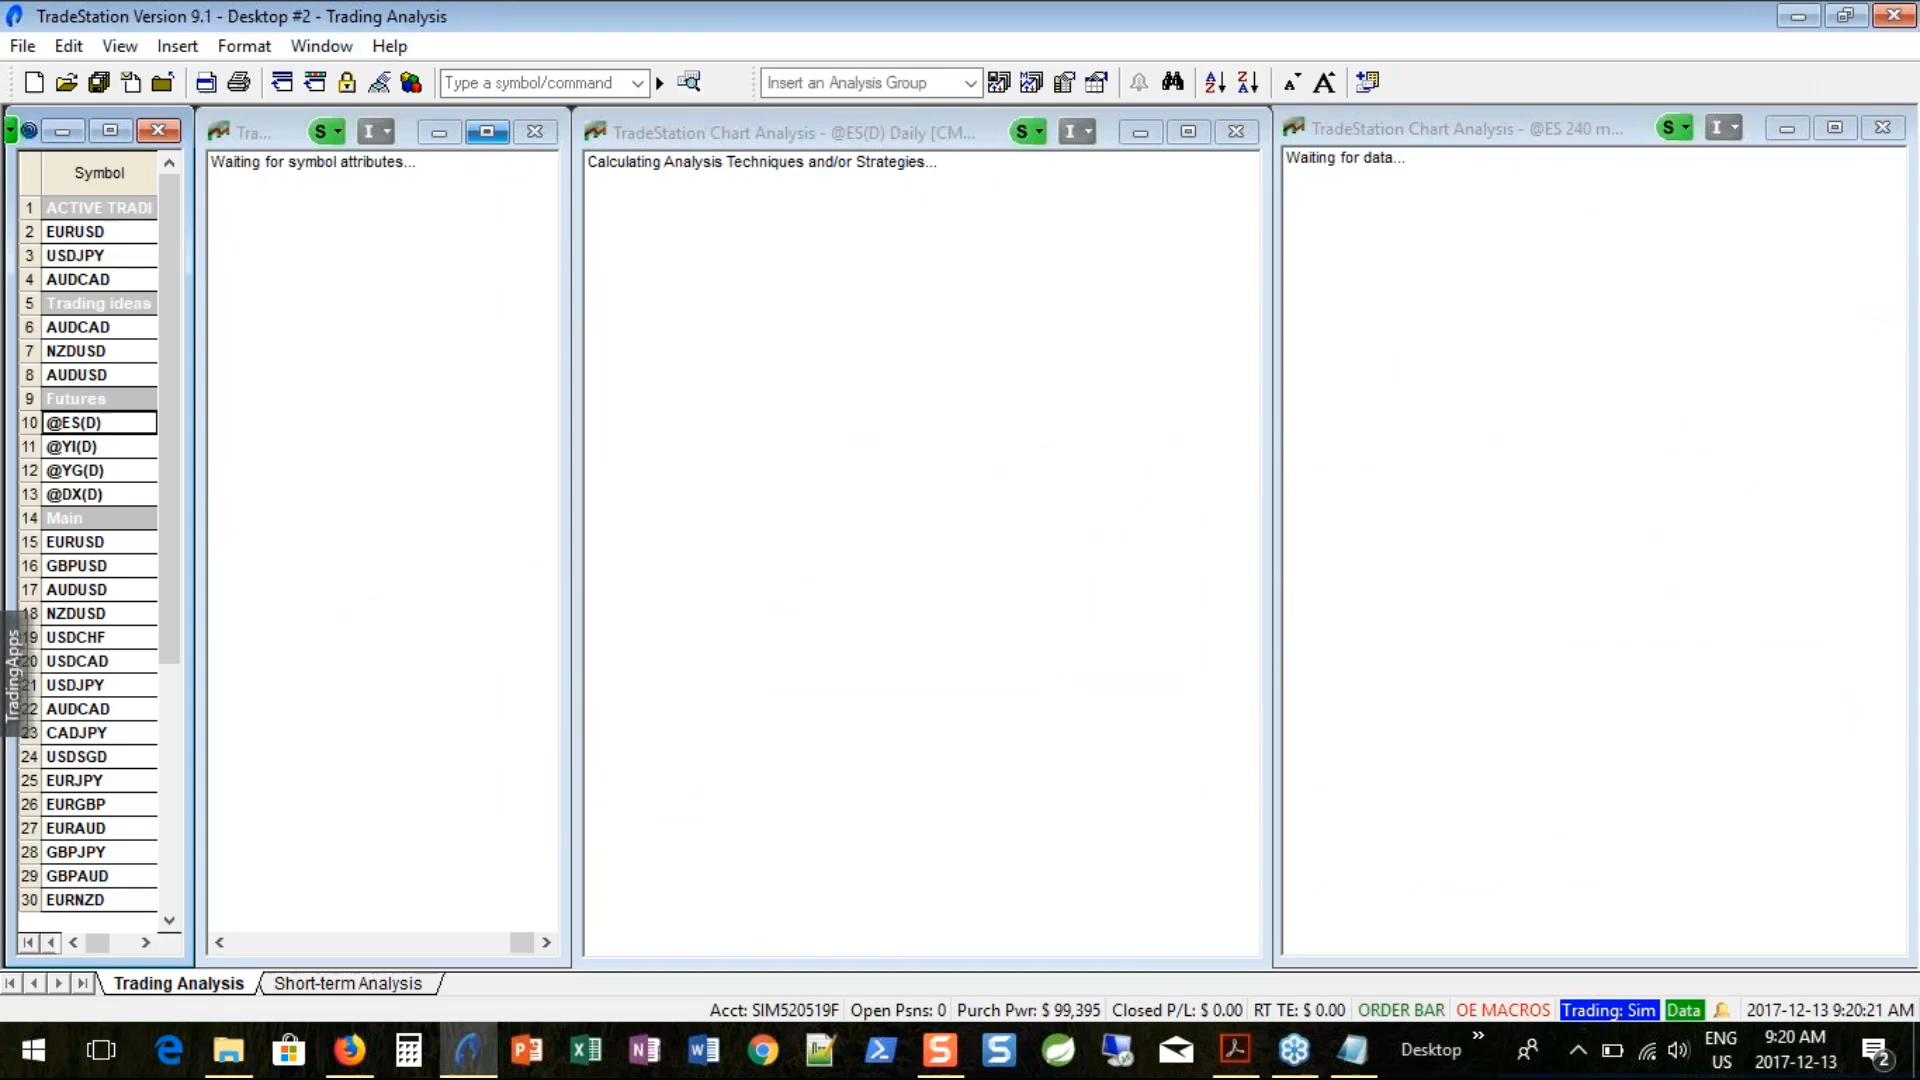 TradeStation Version 9.1 - Desktop #2 - Trading Analysis
File Edit View Insert Format Window Help
Type a symbol/command
Insert an Analysis Group
Tra... S I
TradeStation Chart Analysis - @ES(D) Daily [CM... S I
TradeStation Chart Analysis - @ES 240 m... S I
Symbol
1 ACTIVE TRADI
2 EURUSD
3 USDJPY
4 AUDCAD
5 Trading ideas
6 AUDCAD
7 NZDUSD
8 AUDUSD
9 Futures
10 @ES(D)
11 @YI(D)
12 @YG(D)
13 @DX(D)
14 Main
15 EURUSD
16 GBPUSD
17 AUDUSD
18 NZDUSD
19 USDCHF
20 USDCAD
21 USDJPY
22 AUDCAD
23 CADJPY
24 USDSGD
25 EURJPY
26 EURGBP
27 EURAUD
28 GBPJPY
29 GBPAUD
30 EURNZD
TradingApps
Waiting for symbol attributes...
Calculating Analysis Techniques and/or Strategies...
Waiting for data...
Trading Analysis Short-term Analysis
Acct: SIM520519F Open Psns: 0 Purch Pwr: $ 99,395 Closed P/L: $ 0.00 RT TE: $ 0.00 ORDER BAR OE MACROS Trading: Sim Data 2017-12-13 9:20:21 AM
Desktop
ENG
US
9:20 AM
2017-12-13
2